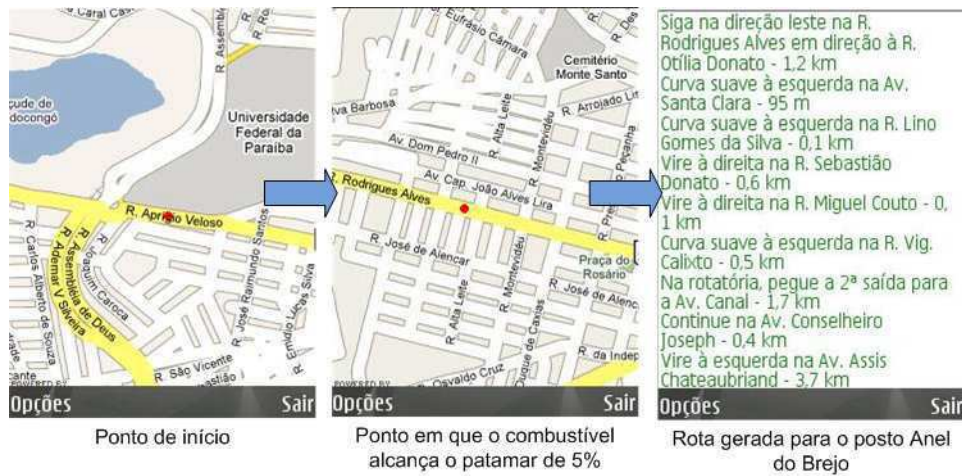 R. Assemblé
Universidade
Federal da
Paraíba
R. Aprígio Veloso
R. Carlos Alberto de Souza
R. Ademar V Silveira
R. Assembléia de Deus
R. Joaquim Caroca
R. José Raimundo Santos
R. Emídio Lucas Silva
R. São Vicente
POWERED BY
Opções
Sair
Ponto de início
R. Eufrásio Câmara
Cemitério
Monte Santo
lva Barbosa
R. Arrojado Lir
R. Alta Leite
R. Montevidéu
Av. Dom Pedro II
Av. Cap. João Alves Lira
R. Rodrigues Alves
R. José de Alencar
Praça do
Rosário
R. José de Alenc
R. Alta Leite
R. Montevidéu
Duque de Caxias
R. da Indep
R. Osvaldo Cruz
POWERED BY
Opções
Sair
Ponto em que o combustível
alcança o patamar de 5%
Siga na direção leste na R.
Rodrigues Alves em direção à R.
Otília Donato - 1,2 km
Curva suave à esquerda na Av.
Santa Clara - 95 m
Curva suave à esquerda na R. Lino
Gomes da Silva - 0,1 km
Vire à direita na R. Sebastião
Donato - 0,6 km
Vire à direita na R. Miguel Couto - 0,
1 km
Curva suave à esquerda na R. Vig.
Calixto - 0,5 km
Na rotatória, pegue a 2ª saída para
a Av. Canal - 1,7 km
Continue na Av. Conselheiro
Joseph - 0,4 km
Vire à esquerda na Av. Assis
Chateaubriand - 3,7 km
Opções
Sair
Rota gerada para o posto Anel
do Brejo